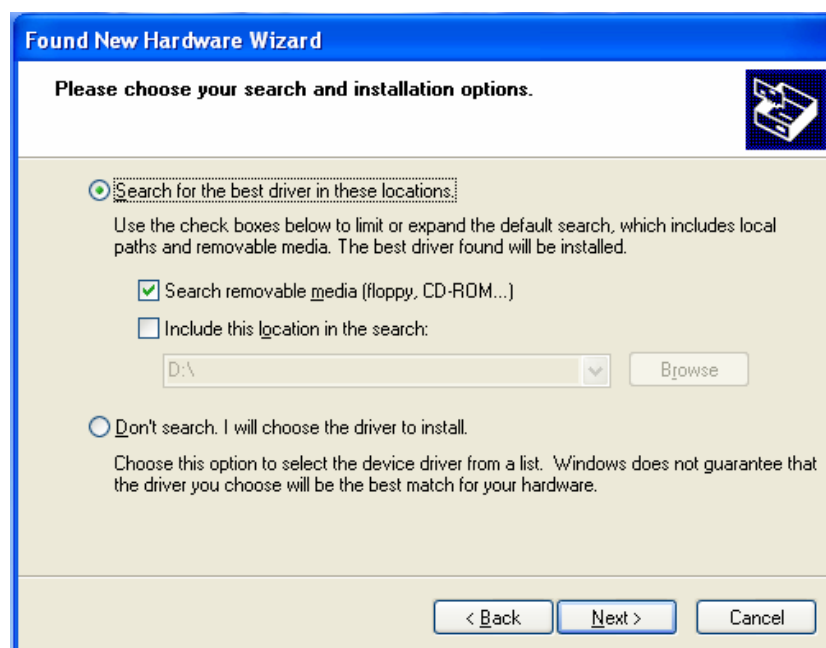 Found New Hardware Wizard
Please choose your search and installation options.
Search for the best driver in these locations.
Use the check boxes below to limit or expand the default search, which includes local
paths and removable media. The best driver found will be installed.
Search removable media (floppy, CD-ROM...)
Include this location in the search:
D:\
Browse
Don't search. I will choose the driver to install.
Choose this option to select the device driver from a list.  Windows does not guarantee that
the driver you choose will be the best match for your hardware.
< Back
Next >
Cancel